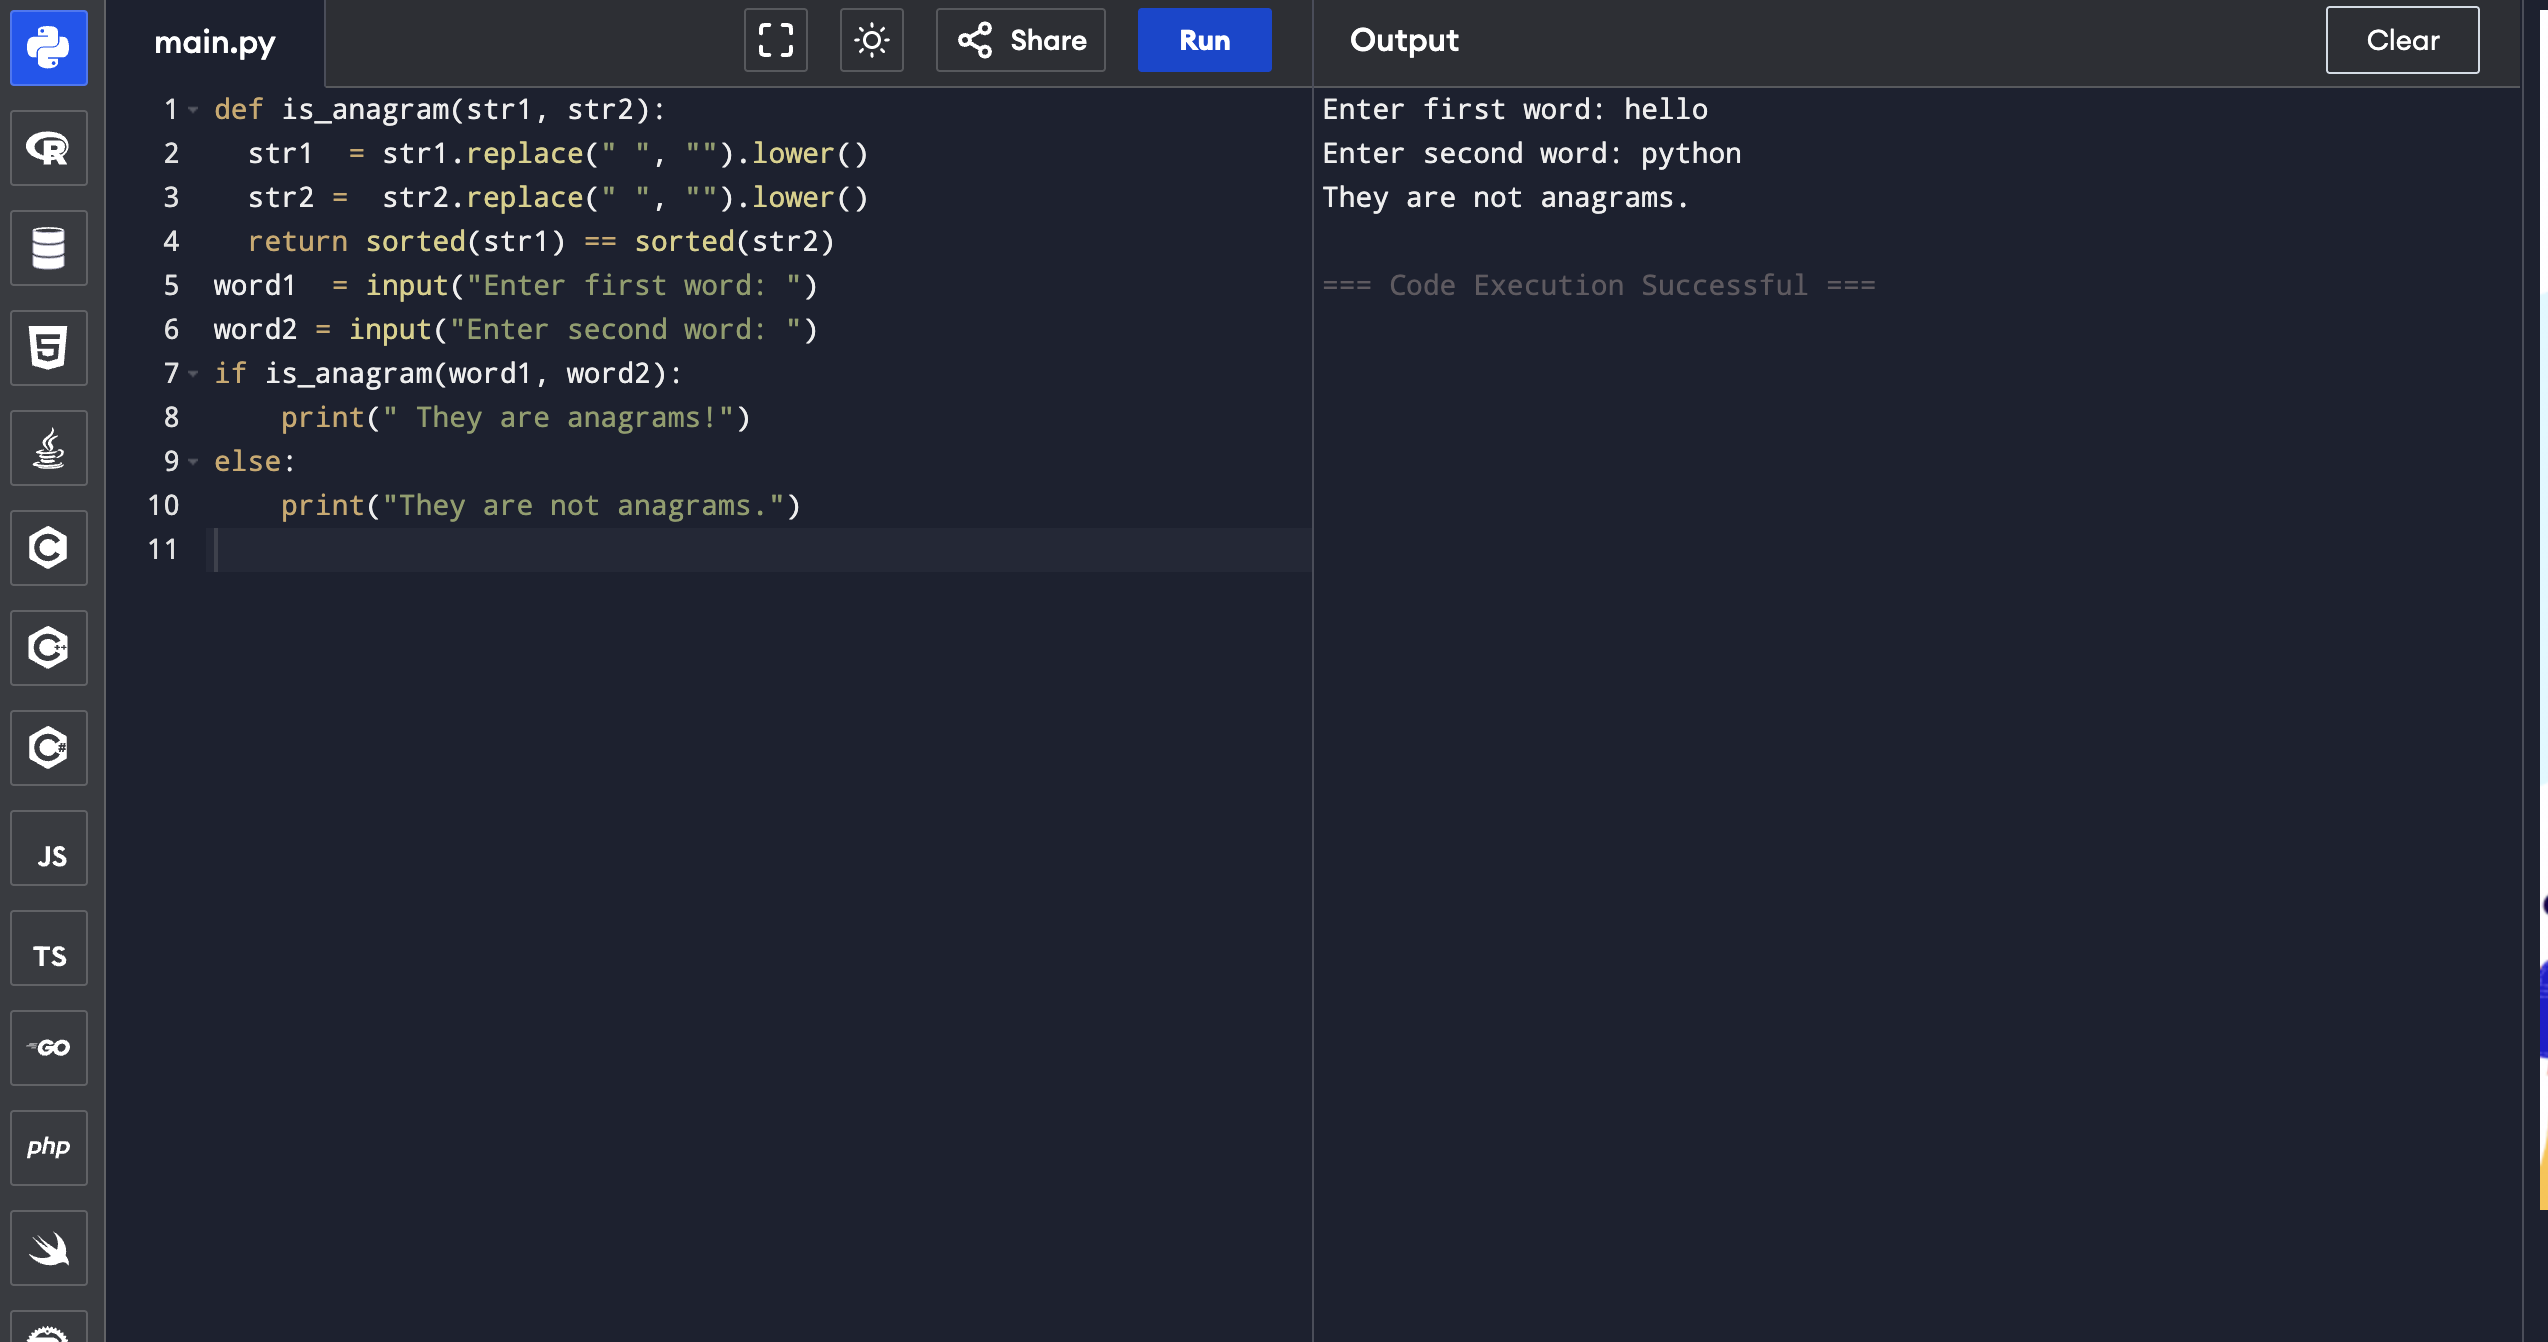 main.py
Share
Run
Output
Clear
1 def is_anagram(str1, str2):
2   str1  = str1.replace(" ", "").lower()
3   str2 =  str2.replace(" ", "").lower()
4   return sorted(str1) == sorted(str2)
5 word1  = input("Enter first word: ")
6 word2 = input("Enter second word: ")
7 if is_anagram(word1, word2):
8     print(" They are anagrams!")
9 else:
10     print("They are not anagrams.")
11
Enter first word: hello
Enter second word: python
They are not anagrams.
=== Code Execution Successful ===
R
5
C
C++
C#
JS
TS
GO
php